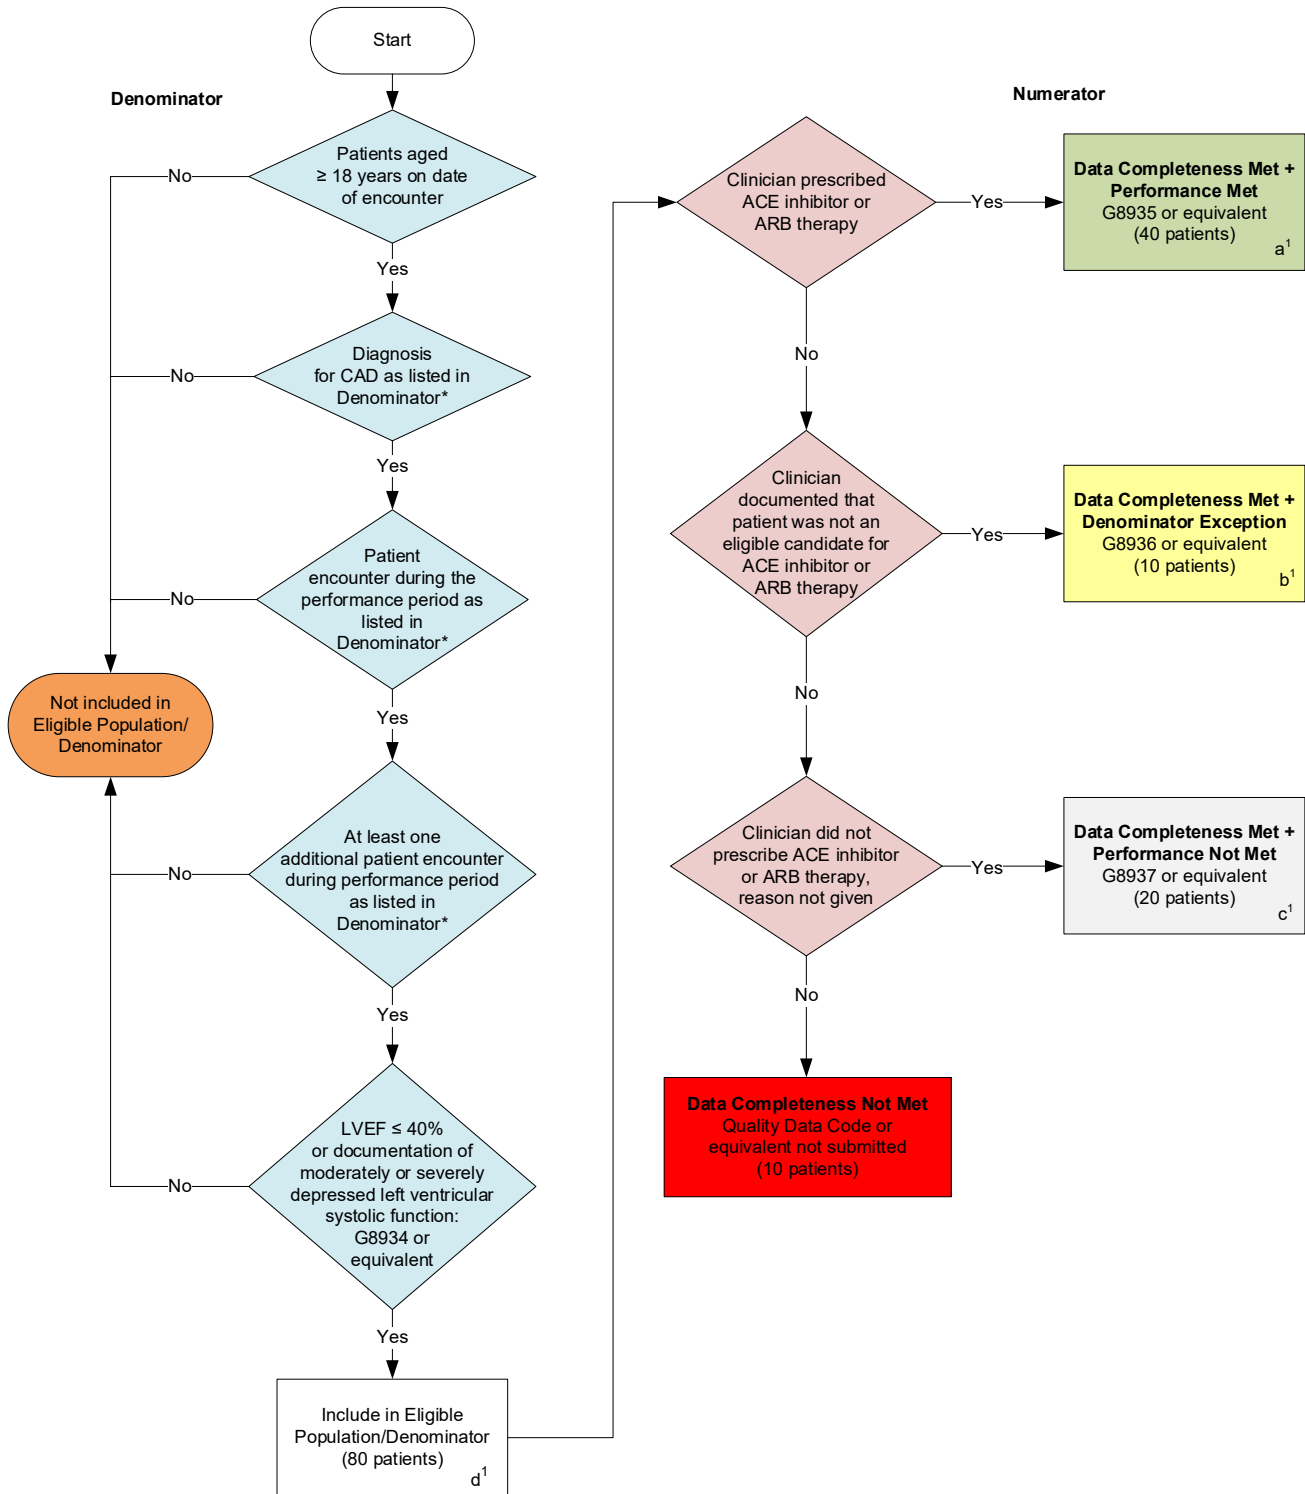 Start
Denominator
Patients aged
≥ 18 years on date
of encounter
No
Yes
Diagnosis
for CAD as listed in
Denominator*
No
Yes
Patient
encounter during the
performance period as
listed in
Denominator*
No
Yes
Not included in
Eligible Population/
Denominator
At least one
additional patient encounter
during performance period
as listed in
Denominator*
No
Yes
LVEF ≤ 40%
or documentation of
moderately or severely
depressed left ventricular
systolic function:
G8934 or
equivalent
No
Yes
Include in Eligible
Population/Denominator
(80 patients)
d¹
Numerator
Clinician prescribed
ACE inhibitor or
ARB therapy
Yes
Data Completeness Met +
Performance Met
G8935 or equivalent
(40 patients)
a¹
No
Clinician
documented that
patient was not an
eligible candidate for
ACE inhibitor or
ARB therapy
Yes
Data Completeness Met +
Denominator Exception
G8936 or equivalent
(10 patients)
b¹
No
Clinician did not
prescribe ACE inhibitor
or ARB therapy,
reason not given
Yes
Data Completeness Met +
Performance Not Met
G8937 or equivalent
(20 patients)
c¹
No
Data Completeness Not Met
Quality Data Code or
equivalent not submitted
(10 patients)